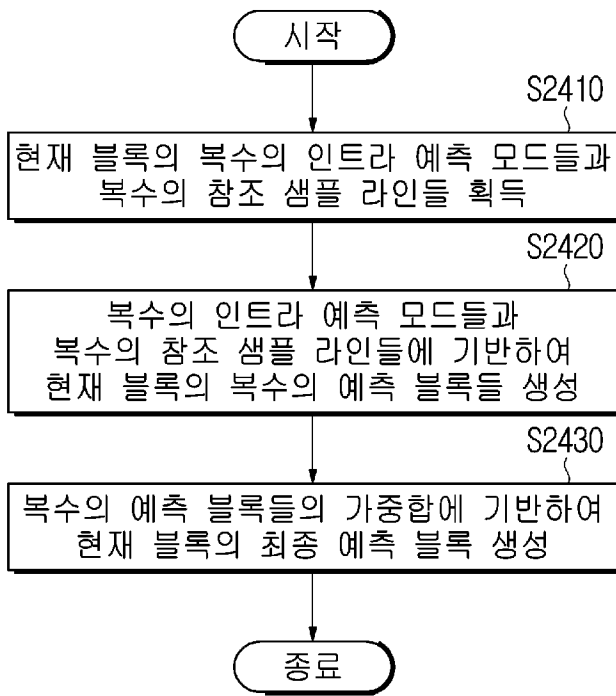 시작
S2410
현재 블록의 복수의 인트라 예측 모드들과
복수의 참조 샘플 라인들 획득
S2420
복수의 인트라 예측 모드들과
복수의 참조 샘플 라인들에 기반하여
현재 블록의 복수의 예측 블록들 생성
S2430
복수의 예측 블록들의 가중합에 기반하여
현재 블록의 최종 예측 블록 생성
종료